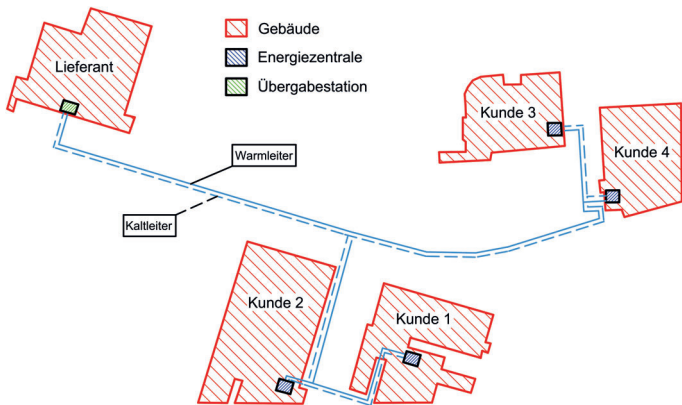 Gebäude
Energiezentrale
Übergabestation
Lieferant
Kunde 3
Kunde 4
Warmleiter
Kaltleiter
Kunde 2
Kunde 1